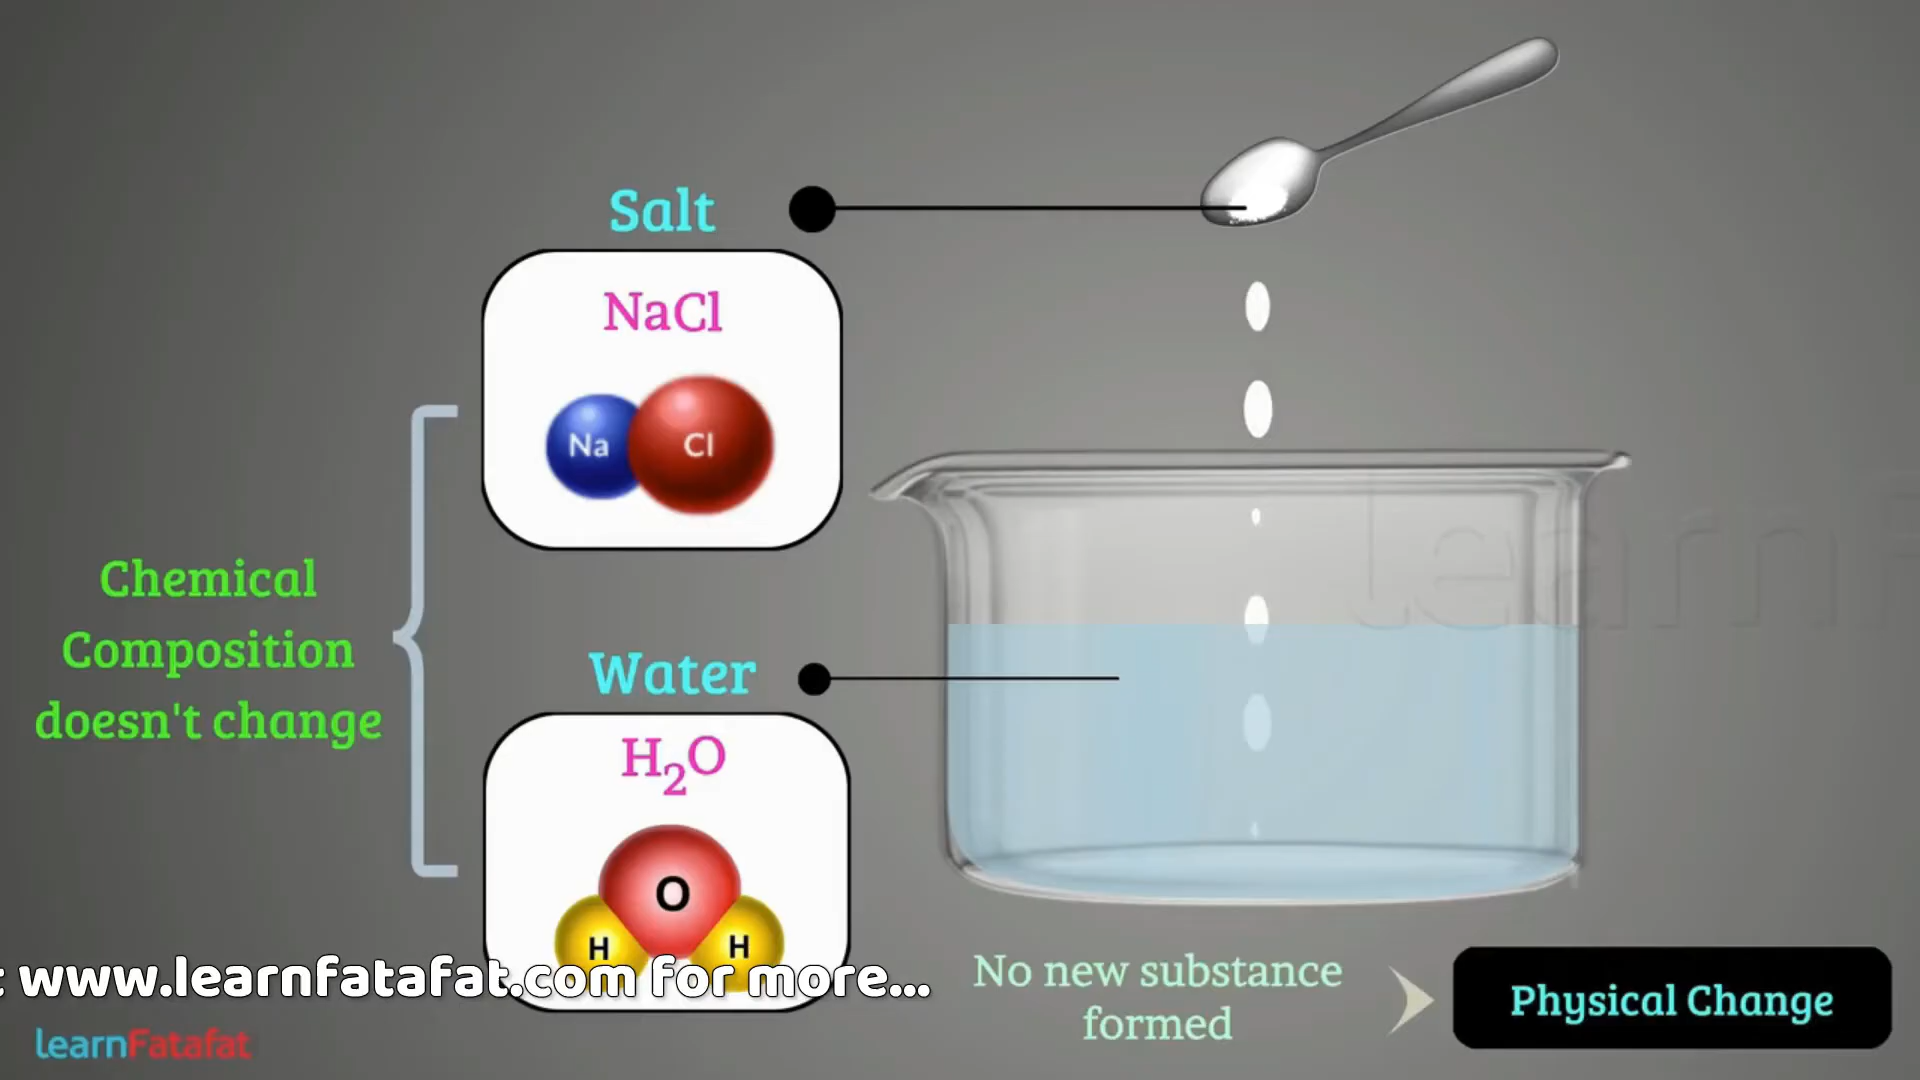 Salt
NaCl
Na
Cl
Chemical
Composition
doesn't change
Water
H₂O
O
H
H
www.learnfatafat.com for more...
No new substance
formed
Physical Change
learnFatafat
learn